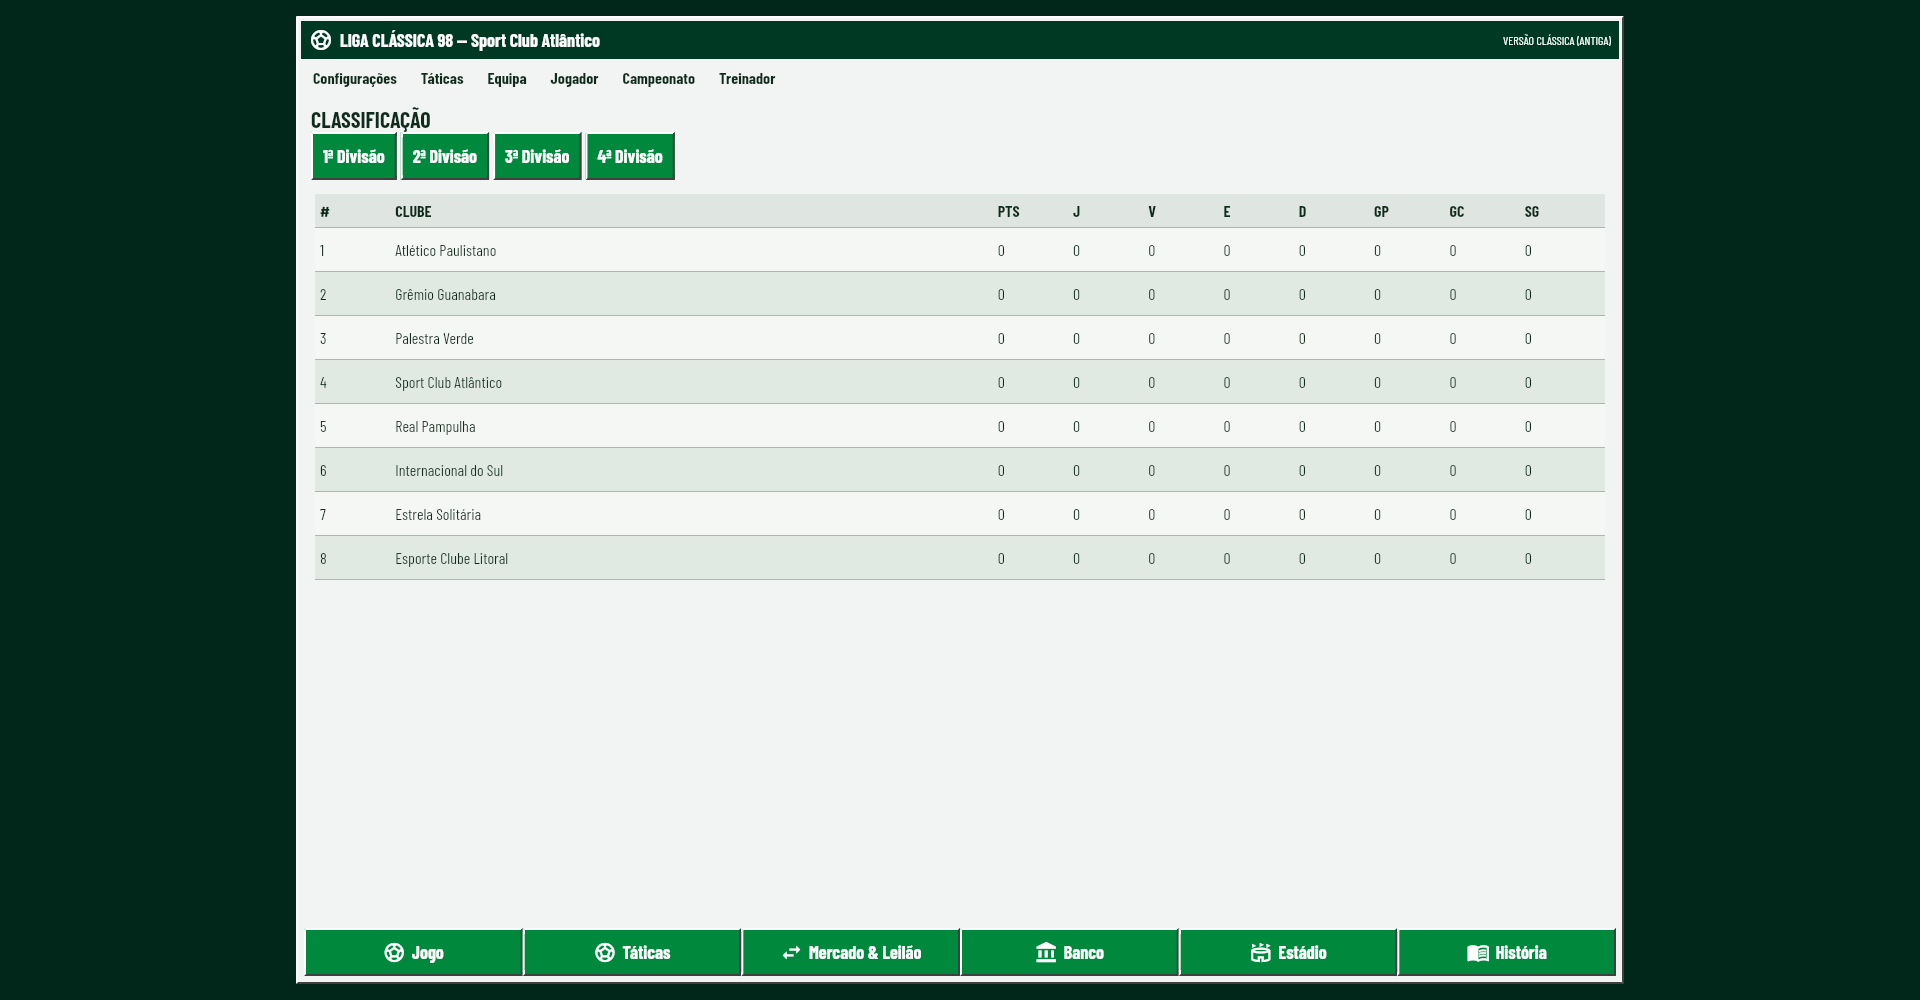 LIGA CLÁSSICA 98 — Sport Club Atlântico VERSÃO CLÁSSICA (ANTIGA)
Configurações Táticas Equipa Jogador Campeonato Treinador
CLASSIFICAÇÃO
1ª Divisão 2ª Divisão 3ª Divisão 4ª Divisão
# CLUBE PTS J V E D GP GC SG
1 Atlético Paulistano 0 0 0 0 0 0 0 0
2 Grêmio Guanabara 0 0 0 0 0 0 0 0
3 Palestra Verde 0 0 0 0 0 0 0 0
4 Sport Club Atlântico 0 0 0 0 0 0 0 0
5 Real Pampulha 0 0 0 0 0 0 0 0
6 Internacional do Sul 0 0 0 0 0 0 0 0
7 Estrela Solitária 0 0 0 0 0 0 0 0
8 Esporte Clube Litoral 0 0 0 0 0 0 0 0
Jogo Táticas Mercado & Leilão Banco Estádio História